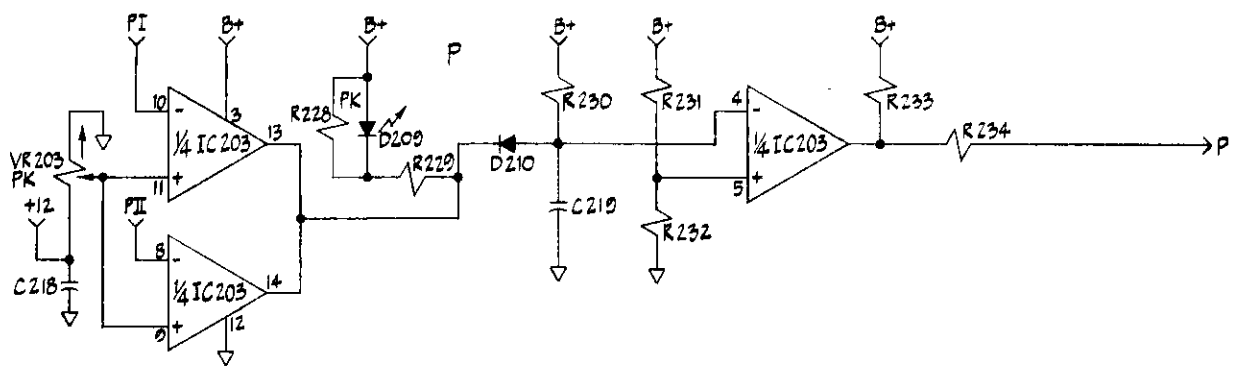 PI
B+
B+
P
B+
B+
B+
10
-
3
13
1/4 IC203
11
+
VR203
PK
+12
PII
C218
8
-
14
1/4 IC203
9
+
12
R228
PK
D209
R229
D210
R230
C219
R231
R232
4
-
1/4 IC203
5
+
R233
R234
P